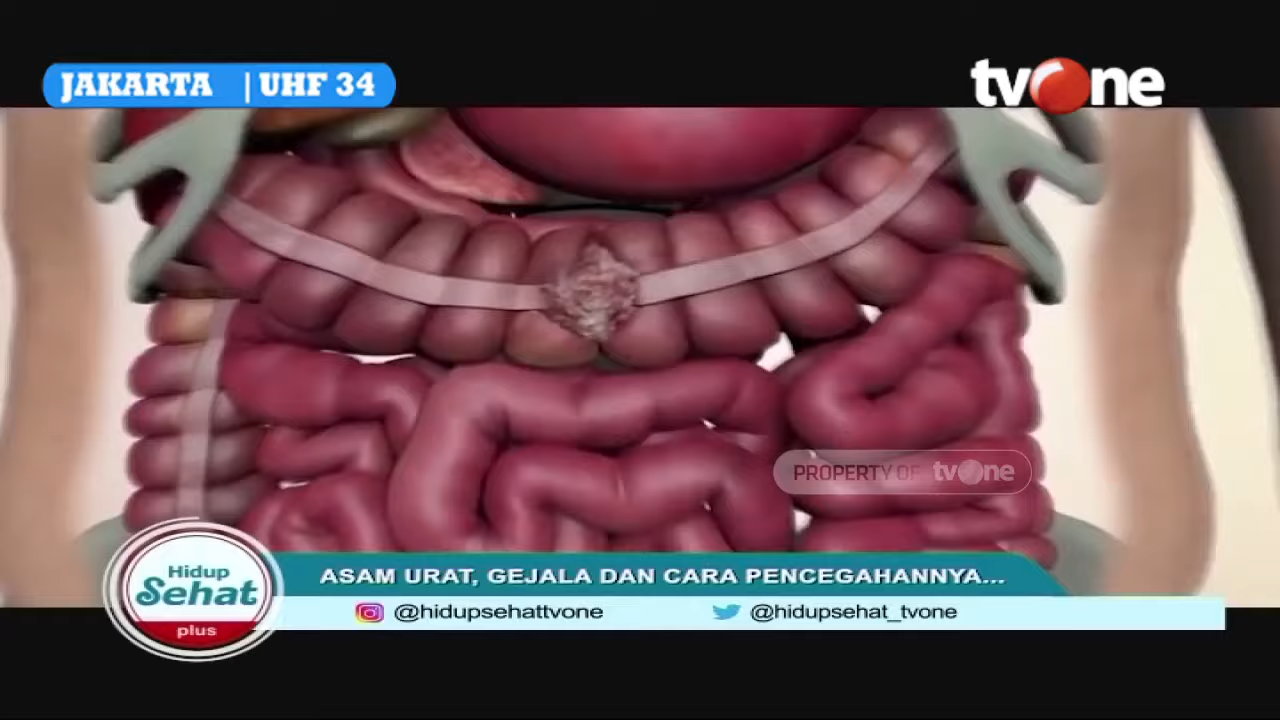 JAKARTA | UHF 34
tvOne
PROPERTY OF tvOne
Hidup
Sehat
plus
ASAM URAT, GEJALA DAN CARA PENCEGAHANNYA...
@hidupsehattvone @hidupsehat_tvone